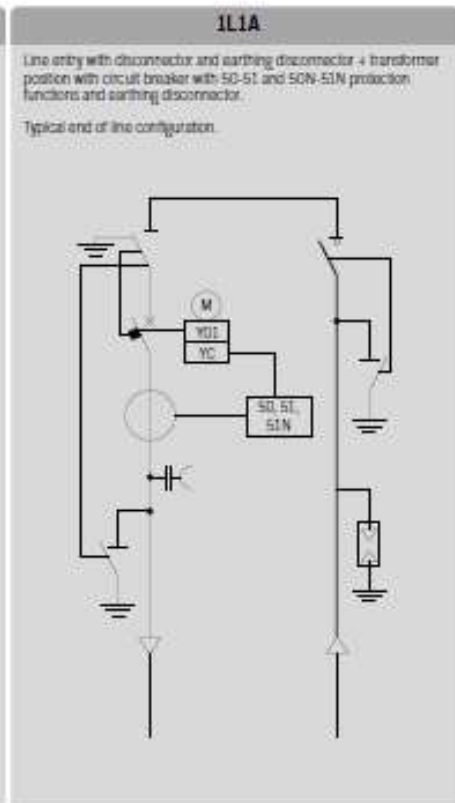 1L1A
Line entry with disconnector and earthing disconnector + transformer
position with circuit breaker with 50-51 and 50N-51N protection
functions and earthing disconnector.
Typical end of line configuration.
M
YO1
YC
50, 51,
51N